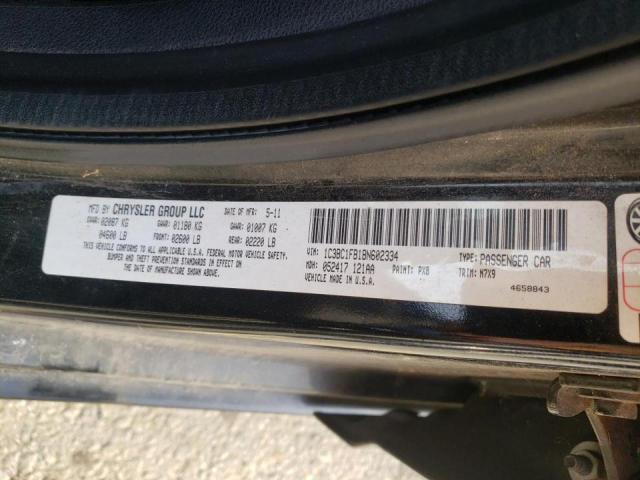 MFD BY CHRYSLER GROUP LLC DATE OF MFR: 5-11
GVWR: 02087 KG GAWR: 01180 KG GAWR: 01007 KG
04600 LB FRONT: 02600 LB REAR: 02220 LB
THIS VEHICLE CONFORMS TO ALL APPLICABLE U.S.A. FEDERAL MOTOR VEHICLE SAFETY,
BUMPER AND THEFT PREVENTION STANDARDS IN EFFECT ON
THE DATE OF MANUFACTURE SHOWN ABOVE.
VIN: 1C3BC1FB1BN602334 TYPE: PASSENGER CAR
MDH: 052417 121AA PAINT: PX8 TRIM: N7X9
VEHICLE MADE IN U.S.A. 4658843